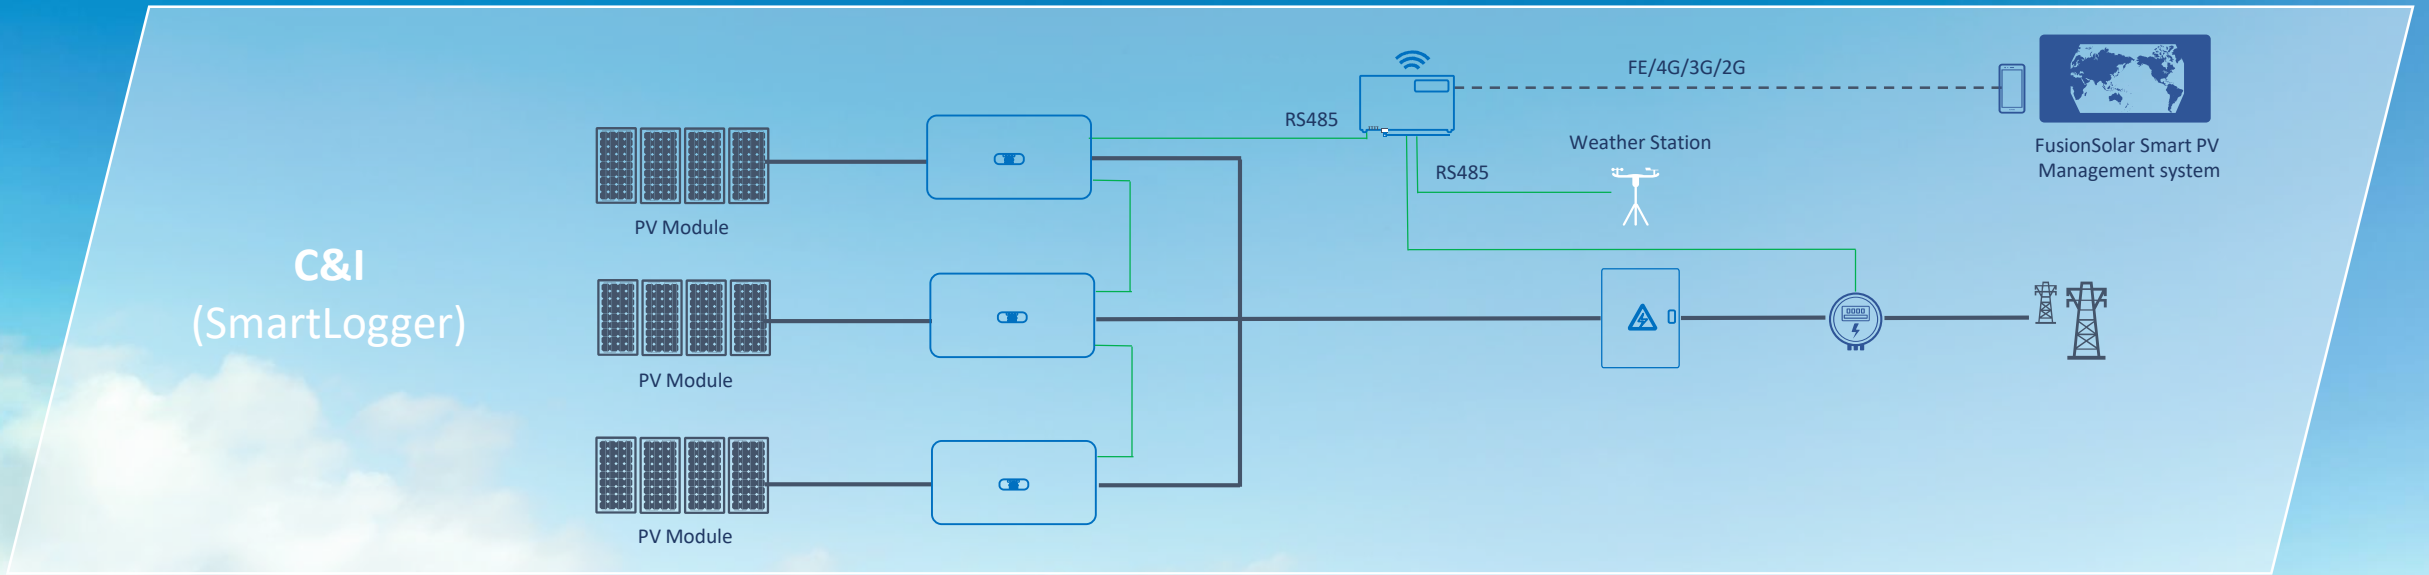 C&I
(SmartLogger)
PV Module
PV Module
PV Module
RS485
FE/4G/3G/2G
Weather Station
RS485
FusionSolar Smart PV
Management system
0000